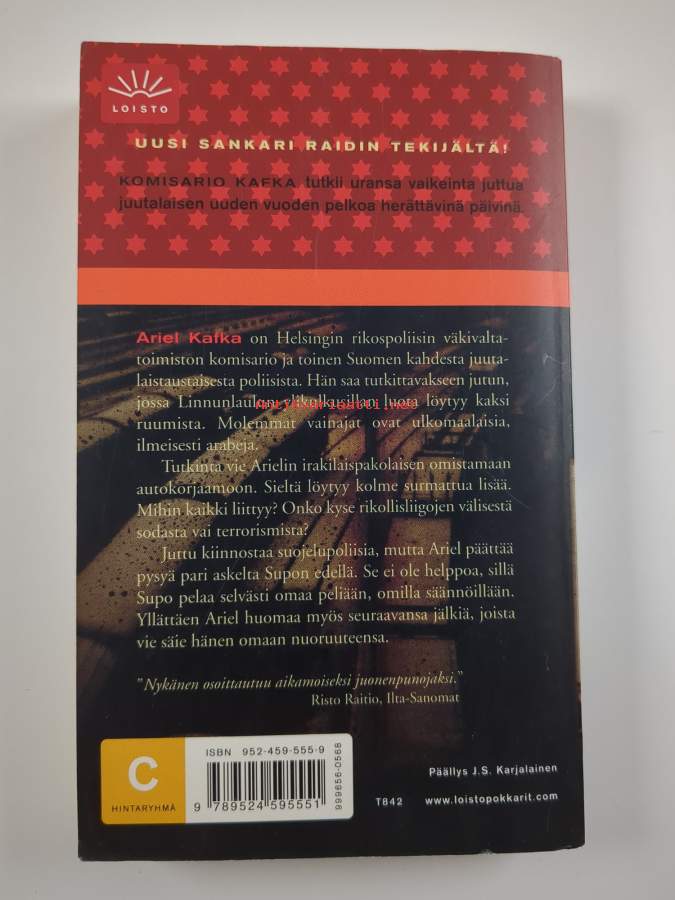 LOISTO
UUSI SANKARI RAIDIN TEKIJÄLTÄ!
KOMISARIO KAFKA tutkii uransa vaikeinta juttua
juutalaisen uuden vuoden pelkoa herättävinä päivinä.
Ariel Kafka on Helsingin rikospoliisin väkivalta-
toimiston komisario ja toinen Suomen kahdesta juuta-
laistaustaisesta poliisista. Hän saa tutkittavakseen jutun,
jossa Linnunlaulun ylikulkusillan luota löytyy kaksi
ruumista. Molemmat vainajat ovat ulkomaalaisia,
ilmeisesti arabeja.
Tutkinta vie Arielin irakilaispakolaisen omistamaan
autokorjaamoon. Sieltä löytyy kolme surmattua lisää.
Mihin kaikki liittyy? Onko kyse rikollisliigojen välisestä
sodasta vai terrorismista?
Juttu kiinnostaa suojelupoliisia, mutta Ariel päättää
pysyä pari askelta Supon edellä. Se ei ole helppoa, sillä
Supo pelaa selvästi omaa peliään, omilla säännöillään.
Yllättäen Ariel huomaa myös seuraavansa jälkiä, joista
vie säie hänen omaan nuoruuteensa.
"Nykänen osoittautuu aikamoiseksi juonenpunojaksi."
Risto Raitio, Ilta-Sanomat
C
HINTARYHMÄ
ISBN 952-459-555-9
9 789524 595551
999656-0568
Päällys J.S. Karjalainen
T842 www.loistopokkarit.com